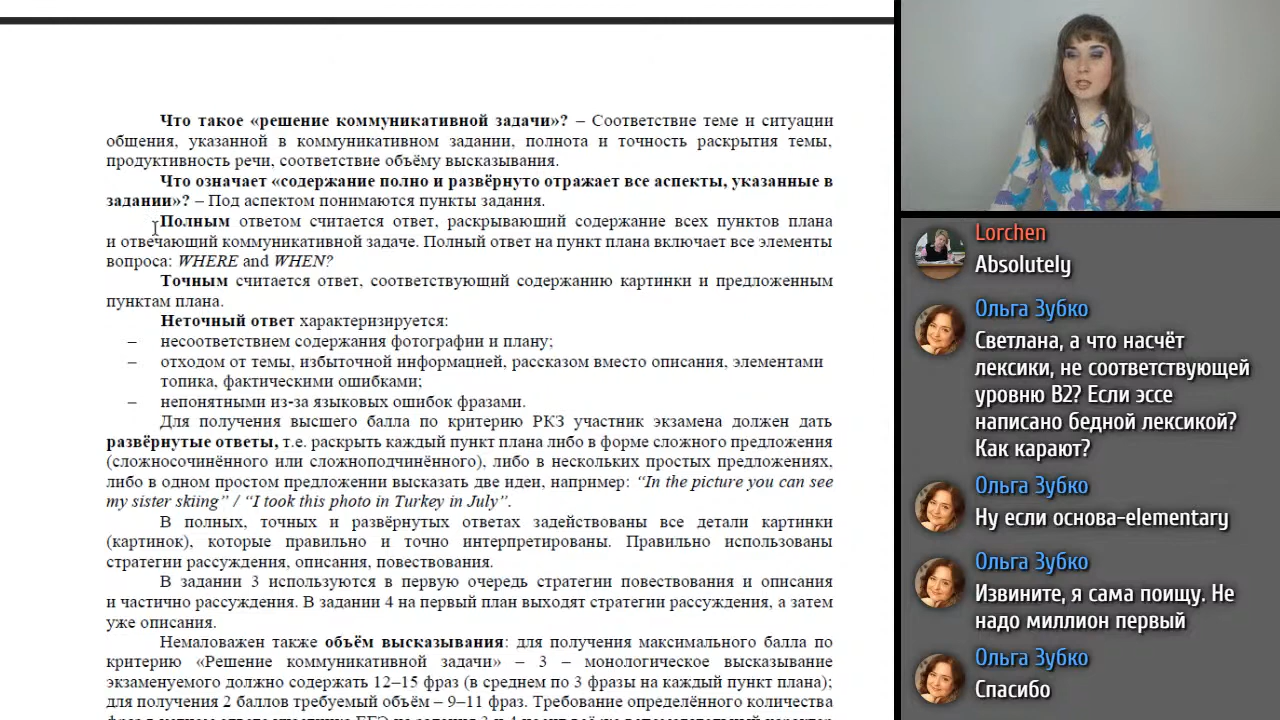 Что такое «решение коммуникативной задачи»? – Соответствие теме и ситуации
общения, указанной в коммуникативном задании, полнота и точность раскрытия темы,
продуктивность речи, соответствие объёму высказывания.
Что означает «содержание полно и развёрнуто отражает все аспекты, указанные в
задании»? – Под аспектом понимаются пункты задания.
Полным ответом считается ответ, раскрывающий содержание всех пунктов плана
и отвечающий коммуникативной задаче. Полный ответ на пункт плана включает все элементы
вопроса: WHERE and WHEN?
Точным считается ответ, соответствующий содержанию картинки и предложенным
пунктам плана.
Неточный ответ характеризируется:
– несоответствием содержания фотографии и плану;
– отходом от темы, избыточной информацией, рассказом вместо описания, элементами
топика, фактическими ошибками;
– непонятными из-за языковых ошибок фразами.
Для получения высшего балла по критерию РКЗ участник экзамена должен дать
развёрнутые ответы, т.е. раскрыть каждый пункт плана либо в форме сложного предложения
(сложносочинённого или сложноподчинённого), либо в нескольких простых предложениях,
либо в одном простом предложении высказать две идеи, например: “In the picture you can see
my sister skiing” / “I took this photo in Turkey in July”.
В полных, точных и развёрнутых ответах задействованы все детали картинки
(картинок), которые правильно и точно интерпретированы. Правильно использованы
стратегии рассуждения, описания, повествования.
В задании 3 используются в первую очередь стратегии повествования и описания
и частично рассуждения. В задании 4 на первый план выходят стратегии рассуждения, а затем
уже описания.
Немаловажен также объём высказывания: для получения максимального балла по
критерию «Решение коммуникативной задачи» – 3 – монологическое высказывание
экзаменуемого должно содержать 12–15 фраз (в среднем по 3 фразы на каждый пункт плана);
для получения 2 баллов требуемый объём – 9–11 фраз. Требование определённого количества
Lorchen
Absolutely
Ольга Зубко
Светлана, а что насчёт
лексики, не соответствующей
уровню B2? Если эссе
написано бедной лексикой?
Как карают?
Ольга Зубко
Ну если основа-elementary
Ольга Зубко
Извините, я сама поищу. Не
надо миллион первый
Ольга Зубко
Спасибо